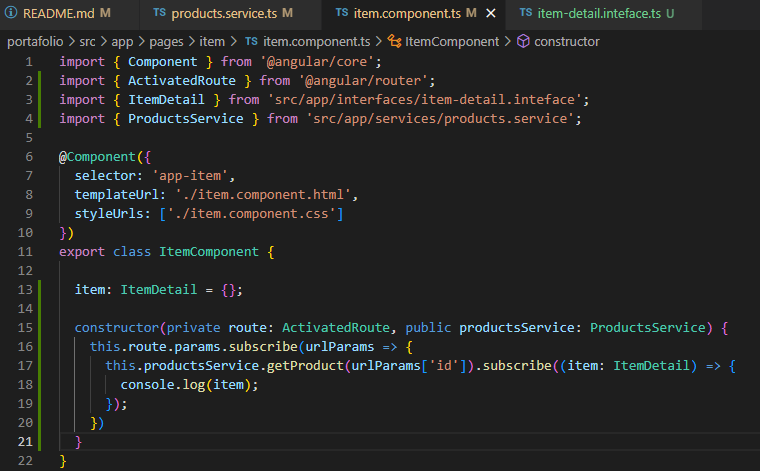 README.md M products.service.ts M TS item.component.ts M TS item-detail.inteface.ts U
portafolio > src > app > pages > item > TS item.component.ts > ItemComponent > constructor
1 import { Component } from '@angular/core';
2 import { ActivatedRoute } from '@angular/router';
3 import { ItemDetail } from 'src/app/interfaces/item-detail.inteface';
4 import { ProductsService } from 'src/app/services/products.service';
5
6 @Component({
7 selector: 'app-item',
8 templateUrl: './item.component.html',
9 styleUrls: ['./item.component.css']
10 })
11 export class ItemComponent {
12
13 item: ItemDetail = {};
14
15 constructor(private route: ActivatedRoute, public productsService: ProductsService) {
16 this.route.params.subscribe(urlParams => {
17 this.productsService.getProduct(urlParams['id']).subscribe((item: ItemDetail) => {
18 console.log(item);
19 });
20 })
21 }
22 }